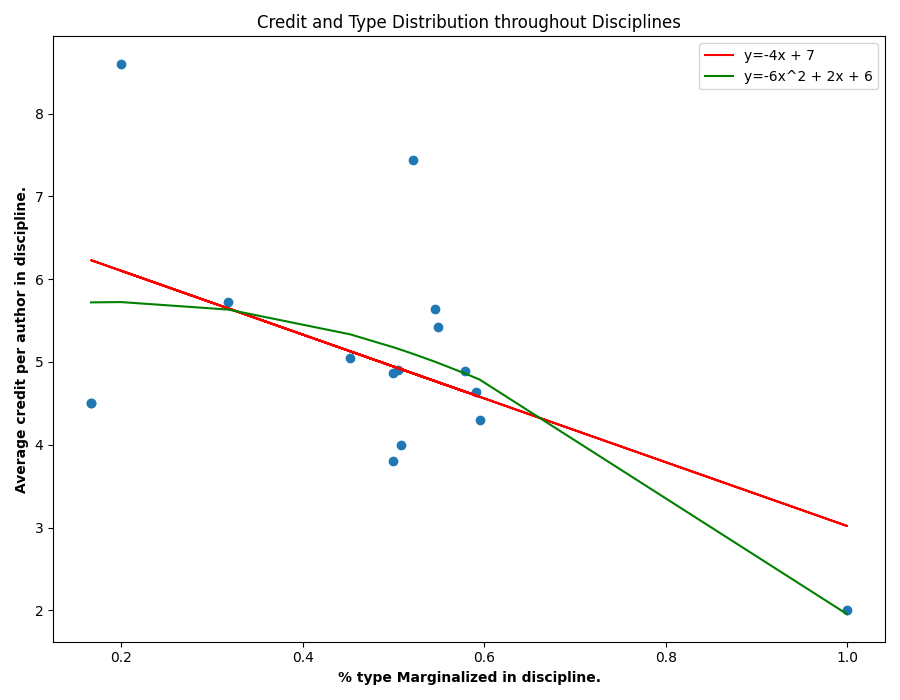 Credit and Type Distribution throughout Disciplines
y=-4x + 7
y=-6x^2 + 2x + 6
8
7
6
5
4
3
2
Average credit per author in discipline.
0.2 0.4 0.6 0.8 1.0
% type Marginalized in discipline.